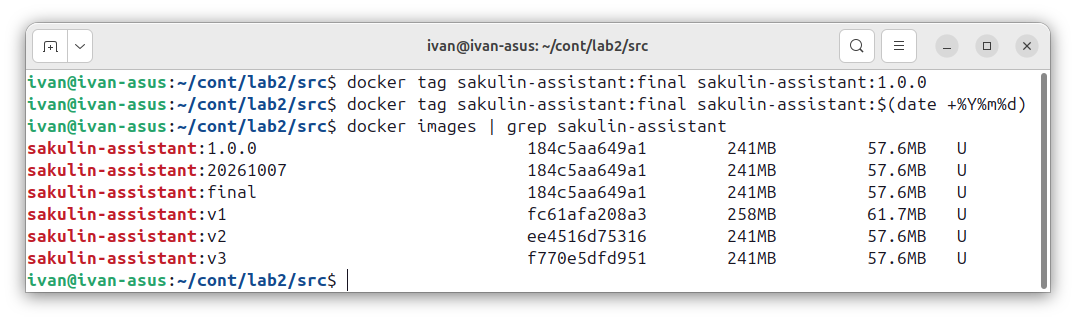 ivan@ivan-asus: ~/cont/lab2/src
ivan@ivan-asus:~/cont/lab2/src$ docker tag sakulin-assistant:final sakulin-assistant:1.0.0
ivan@ivan-asus:~/cont/lab2/src$ docker tag sakulin-assistant:final sakulin-assistant:$(date +%Y%m%d)
ivan@ivan-asus:~/cont/lab2/src$ docker images | grep sakulin-assistant
sakulin-assistant:1.0.0 184c5aa649a1 241MB 57.6MB U
sakulin-assistant:20261007 184c5aa649a1 241MB 57.6MB U
sakulin-assistant:final 184c5aa649a1 241MB 57.6MB U
sakulin-assistant:v1 fc61afa208a3 258MB 61.7MB U
sakulin-assistant:v2 ee4516d75316 241MB 57.6MB U
sakulin-assistant:v3 f770e5dfd951 241MB 57.6MB U
ivan@ivan-asus:~/cont/lab2/src$